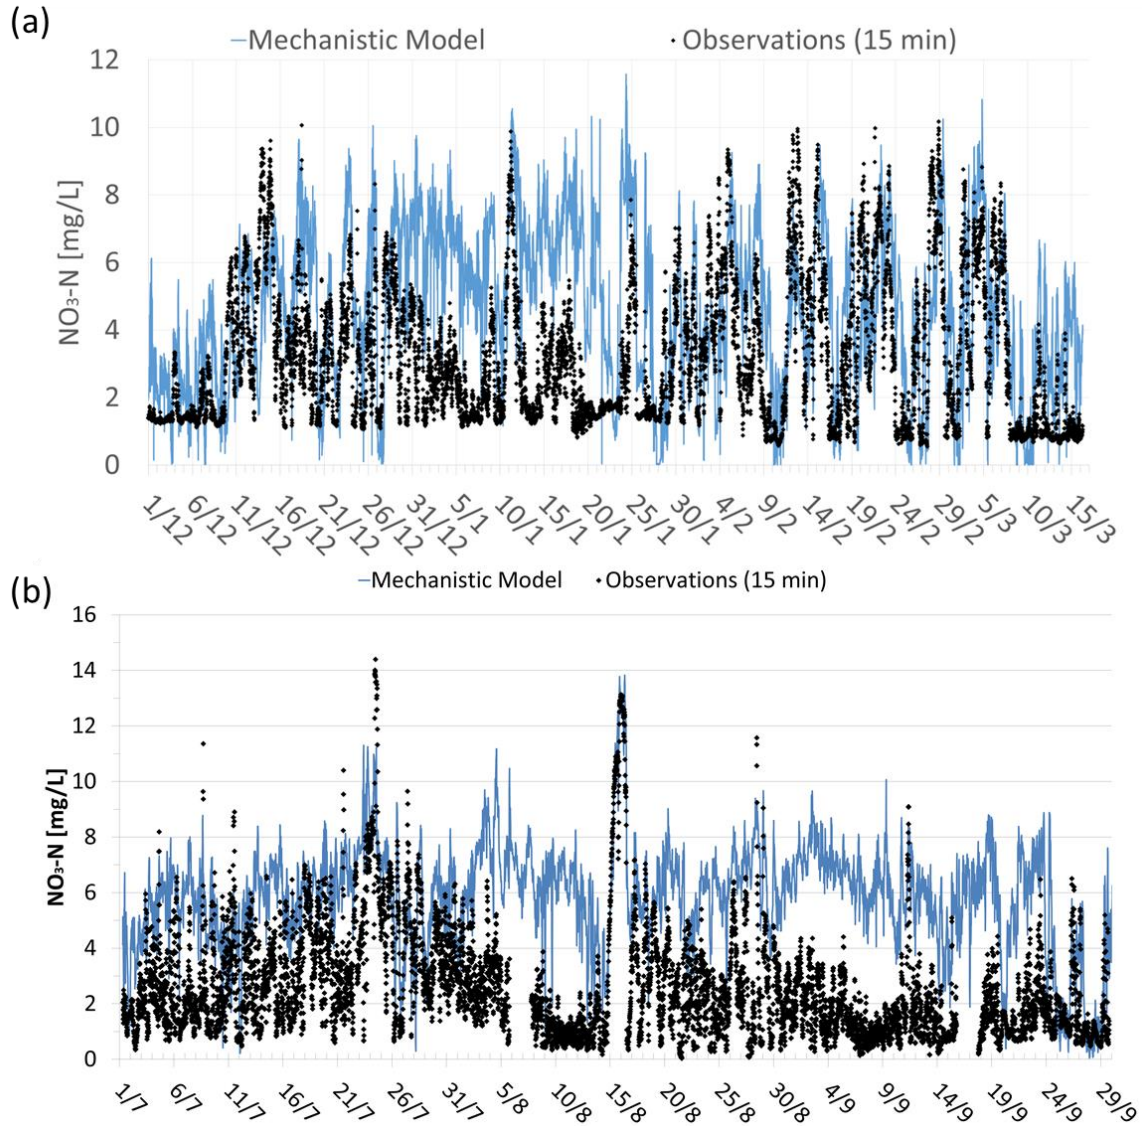 (a)
Mechanistic Model Observations (15 min)
NO₃-N [mg/L]
12
10
8
6
4
2
0
1/12 6/12 11/12 16/12 21/12 26/12 31/12 5/1 10/1 15/1 20/1 25/1 30/1 4/2 9/2 14/2 19/2 24/2 29/2 5/3 10/3 15/3
(b)
Mechanistic Model Observations (15 min)
NO₃-N [mg/L]
16
14
12
10
8
6
4
2
0
1/7 6/7 11/7 16/7 21/7 26/7 31/7 5/8 10/8 15/8 20/8 25/8 30/8 4/9 9/9 14/9 19/9 24/9 29/9